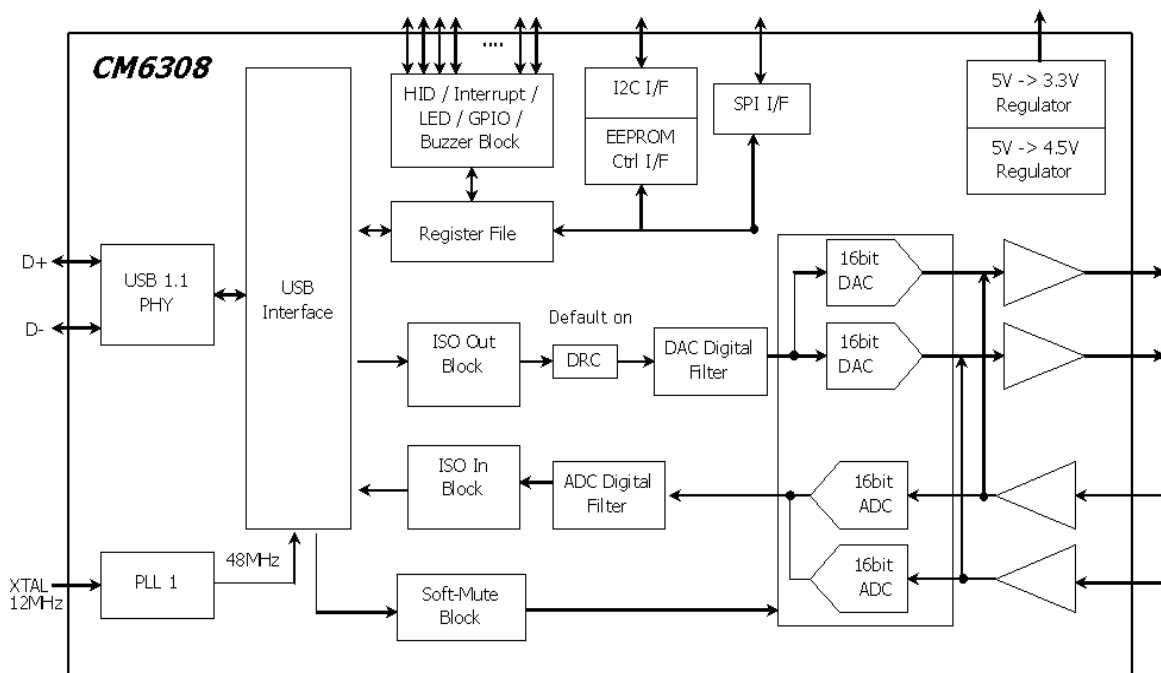 CM6308
....
HID / Interrupt /
LED / GPIO /
Buzzer Block
I2C I/F
EEPROM
Ctrl I/F
SPI I/F
5V -> 3.3V
Regulator
5V -> 4.5V
Regulator
Register File
D+
D-
USB 1.1
PHY
USB
Interface
16bit
DAC
16bit
DAC
Default on
ISO Out
Block
DRC
DAC Digital
Filter
ISO In
Block
ADC Digital
Filter
16bit
ADC
16bit
ADC
XTAL
12MHz
PLL 1
48MHz
Soft-Mute
Block